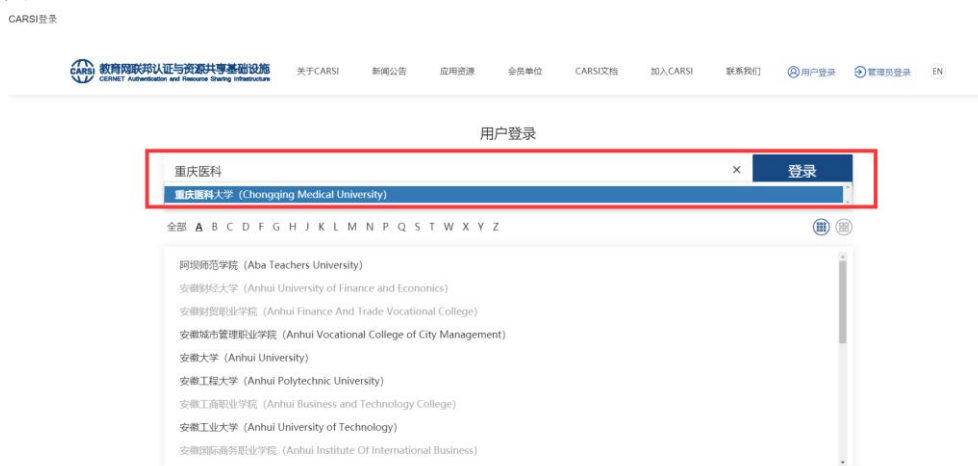 CARSI登录
CARSI 教育网联邦认证与资源共享基础设施
CERNET Authentication and Resource Sharing Infrastructure
关于CARSI 新闻公告 应用资源 会员单位 CARSI文档 加入CARSI 联系我们 用户登录 管理员登录 EN
用户登录
重庆医科 × 登录
重庆医科大学（Chongqing Medical University）
全部 A B C D F G H J K L M N P Q S T W X Y Z
阿坝师范学院（Aba Teachers University）
安徽财经大学（Anhui University of Finance and Econonics）
安徽财贸职业学院（Anhui Finance And Trade Vocational College）
安徽城市管理职业学院（Anhui Vocational College of City Management）
安徽大学（Anhui University）
安徽工程大学（Anhui Polytechnic University）
安徽工商职业学院（Anhui Business and Technology College）
安徽工业大学（Anhui University of Technology）
安徽国际商务职业学院（Anhui Institute Of International Business）